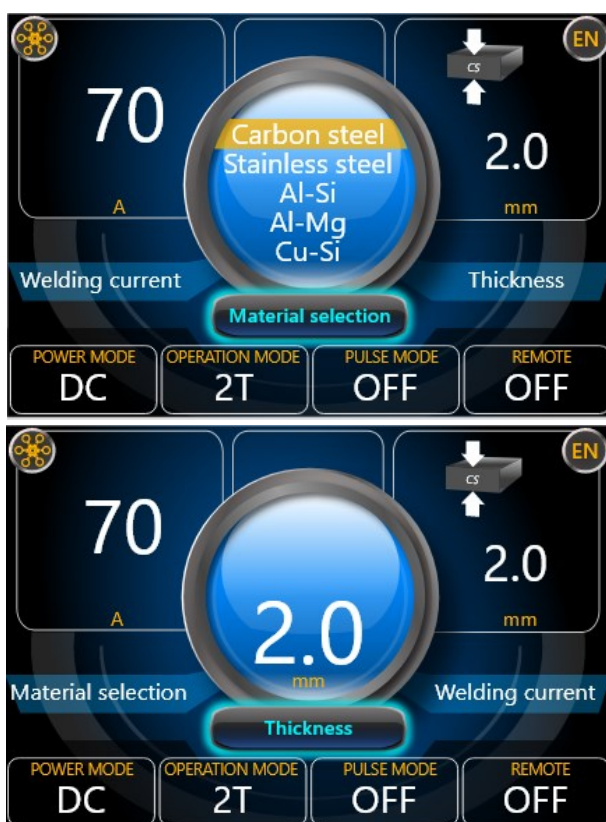 EN
CS
70
A
Carbon steel
Stainless steel
Al-Si
Al-Mg
Cu-Si
2.0
mm
Welding current
Thickness
Material selection
POWER MODE
OPERATION MODE
PULSE MODE
REMOTE
DC
2T
OFF
OFF
EN
CS
70
A
2.0
mm
2.0
mm
Material selection
Welding current
Thickness
POWER MODE
OPERATION MODE
PULSE MODE
REMOTE
DC
2T
OFF
OFF